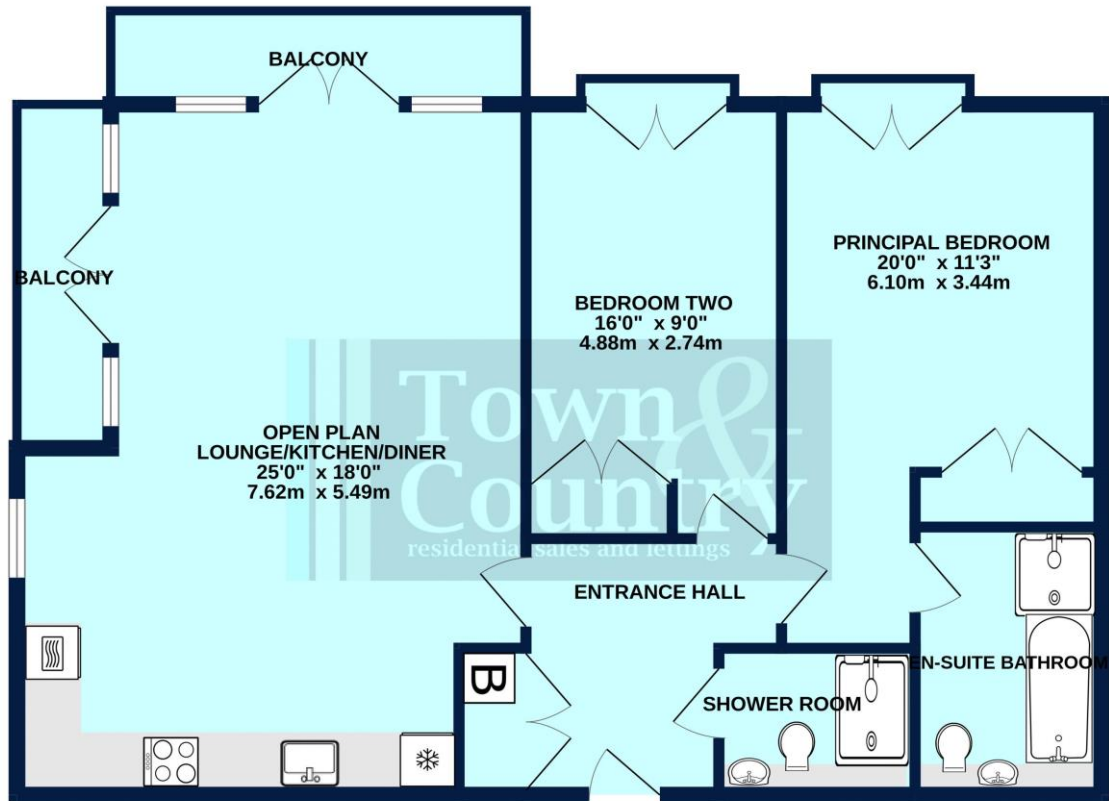 BALCONY
BALCONY
PRINCIPAL BEDROOM
20'0" x 11'3"
6.10m x 3.44m
BEDROOM TWO
16'0" x 9'0"
4.88m x 2.74m
Town &
Country
residential sales and lettings
OPEN PLAN
LOUNGE/KITCHEN/DINER
25'0" x 18'0"
7.62m x 5.49m
ENTRANCE HALL
B
SHOWER ROOM
EN-SUITE BATHROOM